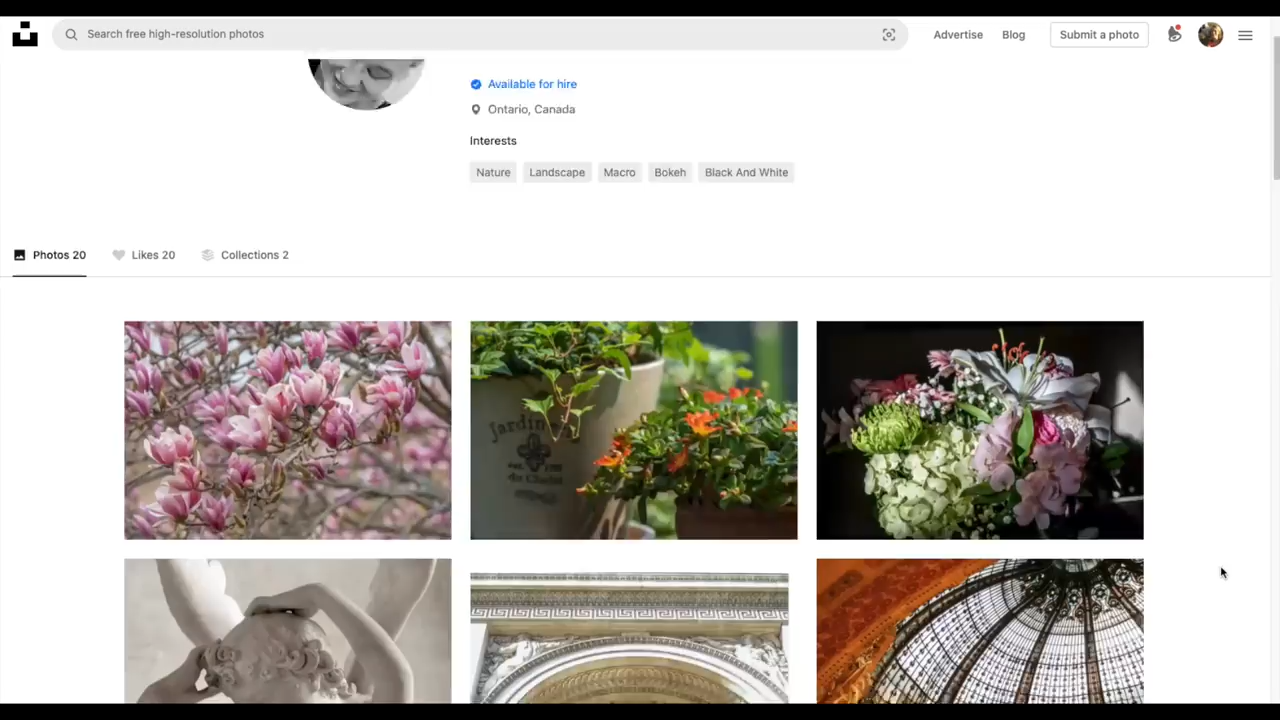 Search free high-resolution photos
Advertise
Blog
Submit a photo
Available for hire
Ontario, Canada
Interests
Nature
Landscape
Macro
Bokeh
Black And White
Photos 20
Likes 20
Collections 2
Jardin